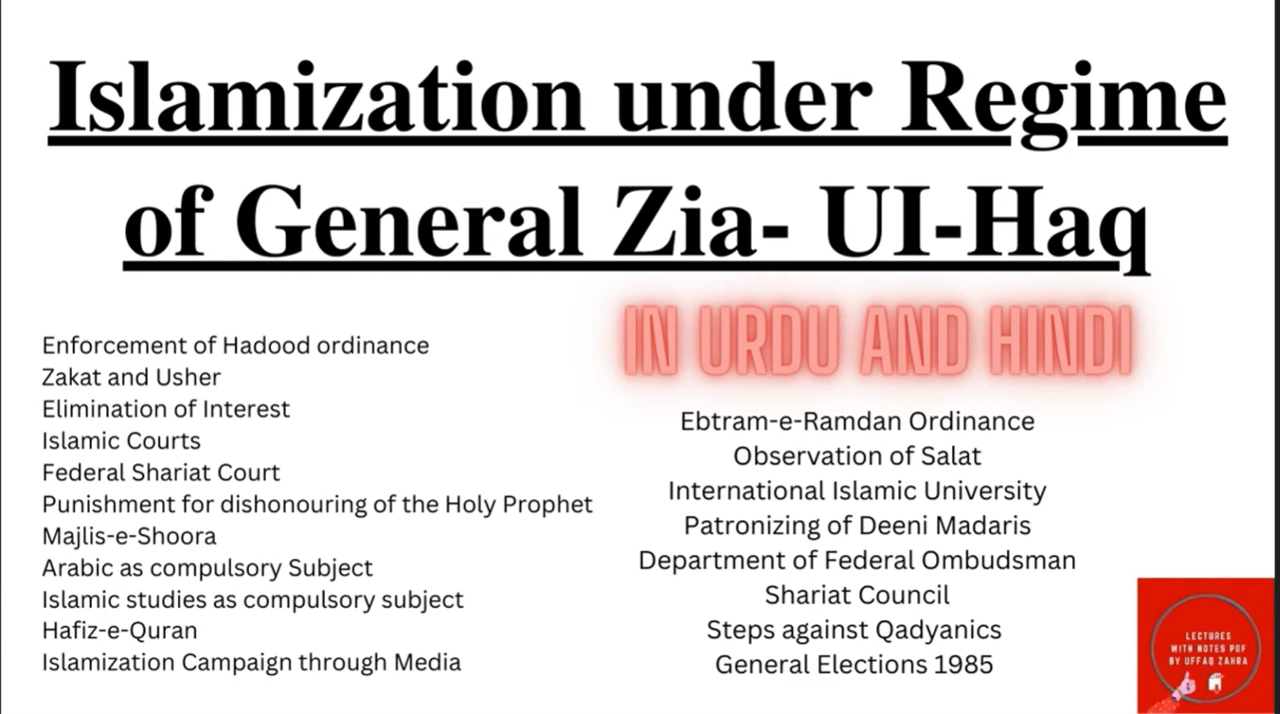 Islamization under Regime
of General Zia- UI-Haq
IN URDU AND HINDI
Enforcement of Hadood ordinance
Zakat and Usher
Elimination of Interest
Islamic Courts
Federal Shariat Court
Punishment for dishonouring of the Holy Prophet
Majlis-e-Shoora
Arabic as compulsory Subject
Islamic studies as compulsory subject
Hafiz-e-Quran
Islamization Campaign through Media
Ebtram-e-Ramdan Ordinance
Observation of Salat
International Islamic University
Patronizing of Deeni Madaris
Department of Federal Ombudsman
Shariat Council
Steps against Qadyanics
General Elections 1985
LECTURES
WITH NOTES PDF
BY UFFAQ ZAHRA